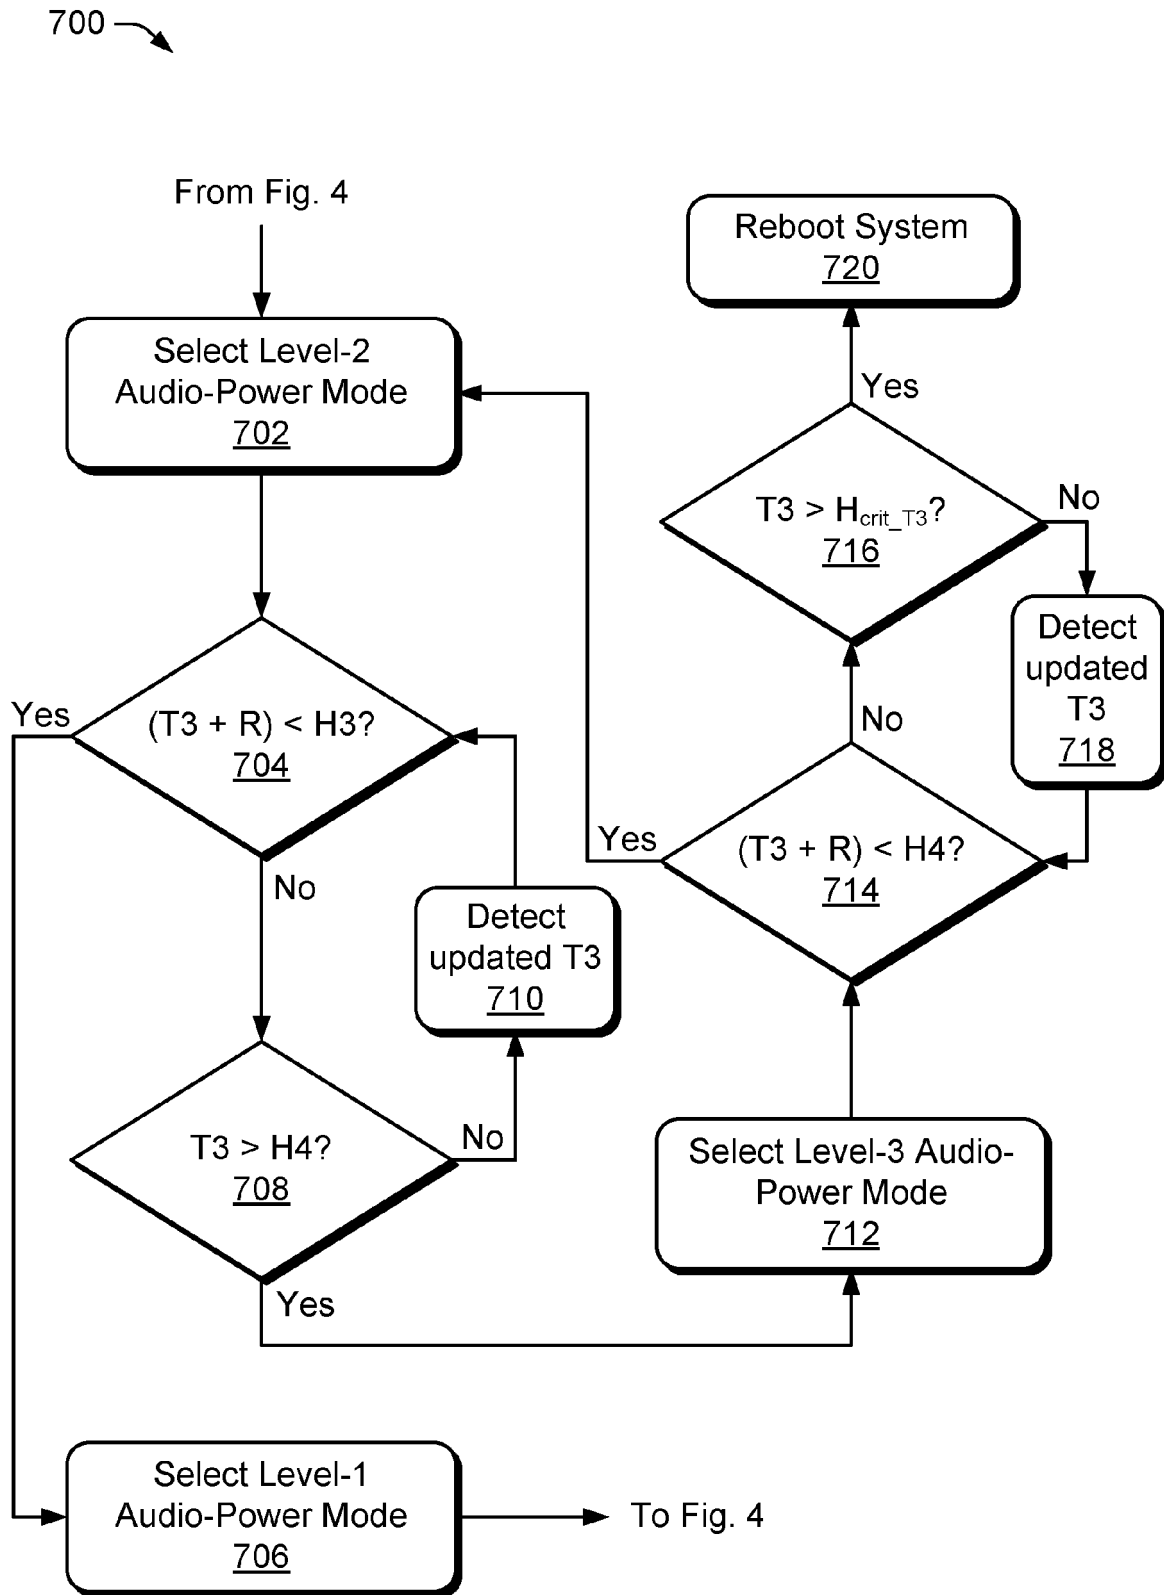 700
From Fig. 4
Select Level-2
Audio-Power Mode
702
(T3 + R) < H3?
704
Yes
No
Detect
updated T3
710
T3 > H4?
708
No
Yes
Select Level-1
Audio-Power Mode
706
To Fig. 4
Reboot System
720
Yes
T3 > Hcrit_T3?
716
No
Detect
updated
T3
718
No
(T3 + R) < H4?
714
Yes
Select Level-3 Audio-
Power Mode
712